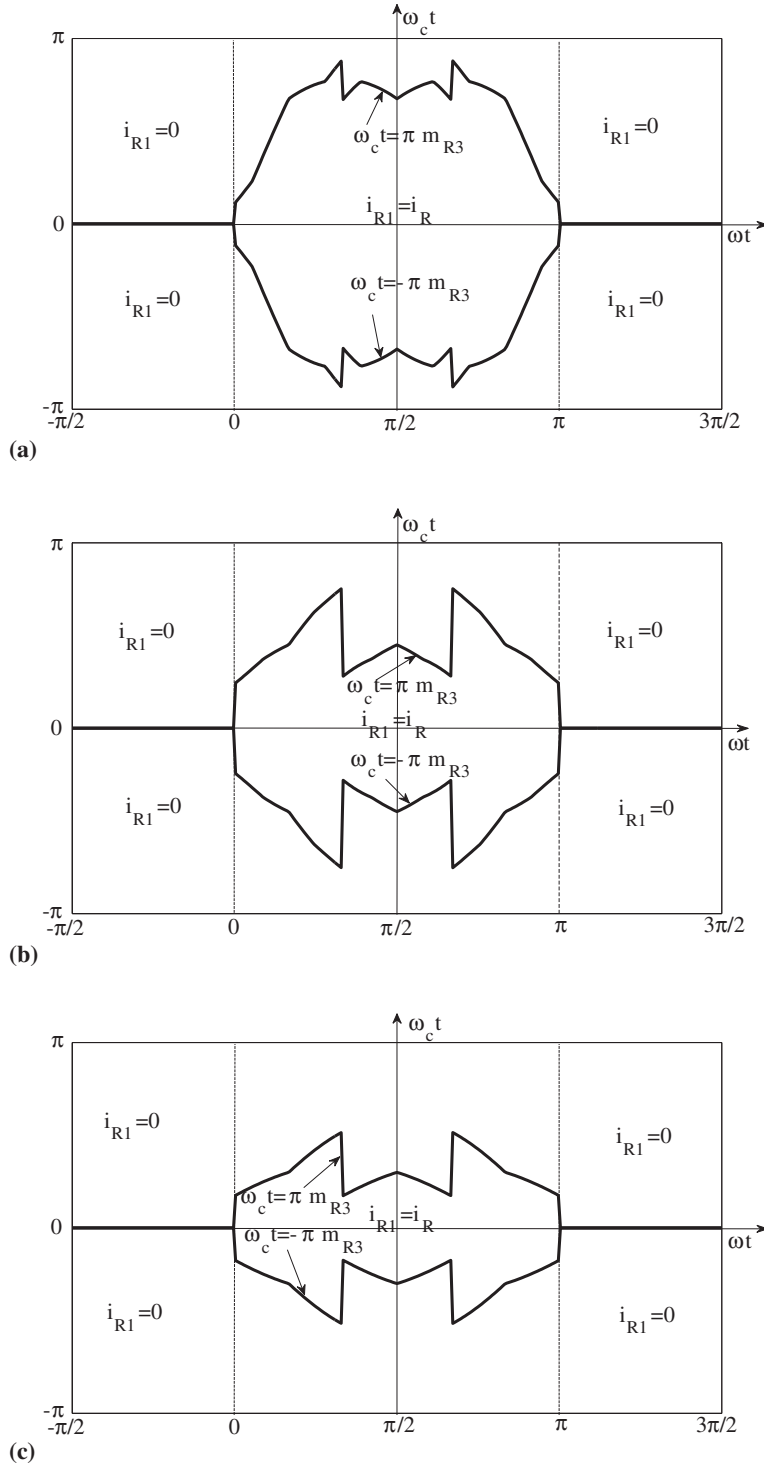 ω_c t
π
i_R1=0
i_R1=0
ω_c t=π m_R3
i_R1=i_R
0
ωt
ω_c t=-π m_R3
i_R1=0
i_R1=0
-π
-π/2
0
π/2
π
3π/2
(a)
ω_c t
π
i_R1=0
i_R1=0
ω_c t=π m_R3
i_R1=i_R
0
ωt
ω_c t=-π m_R3
i_R1=0
i_R1=0
-π
-π/2
0
π/2
π
3π/2
(b)
ω_c t
π
i_R1=0
i_R1=0
ω_c t=π m_R3
i_R1=i_R
0
ω_c t=-π m_R3
ωt
i_R1=0
i_R1=0
-π
-π/2
0
π/2
π
3π/2
(c)